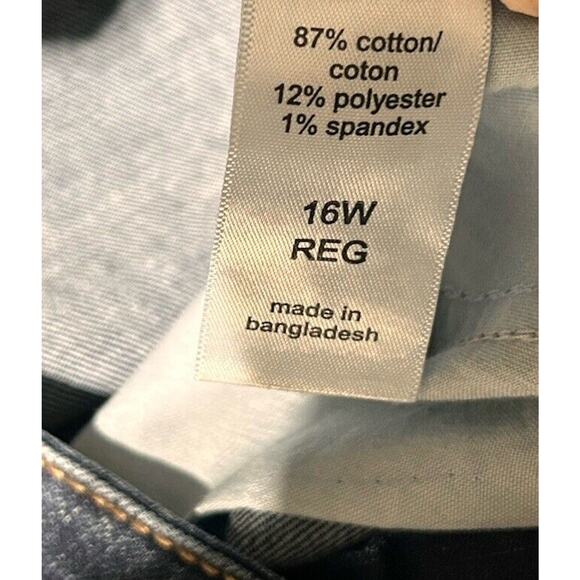 87% cotton/
coton
12% polyester
1% spandex
16W
REG
made in
bangladesh